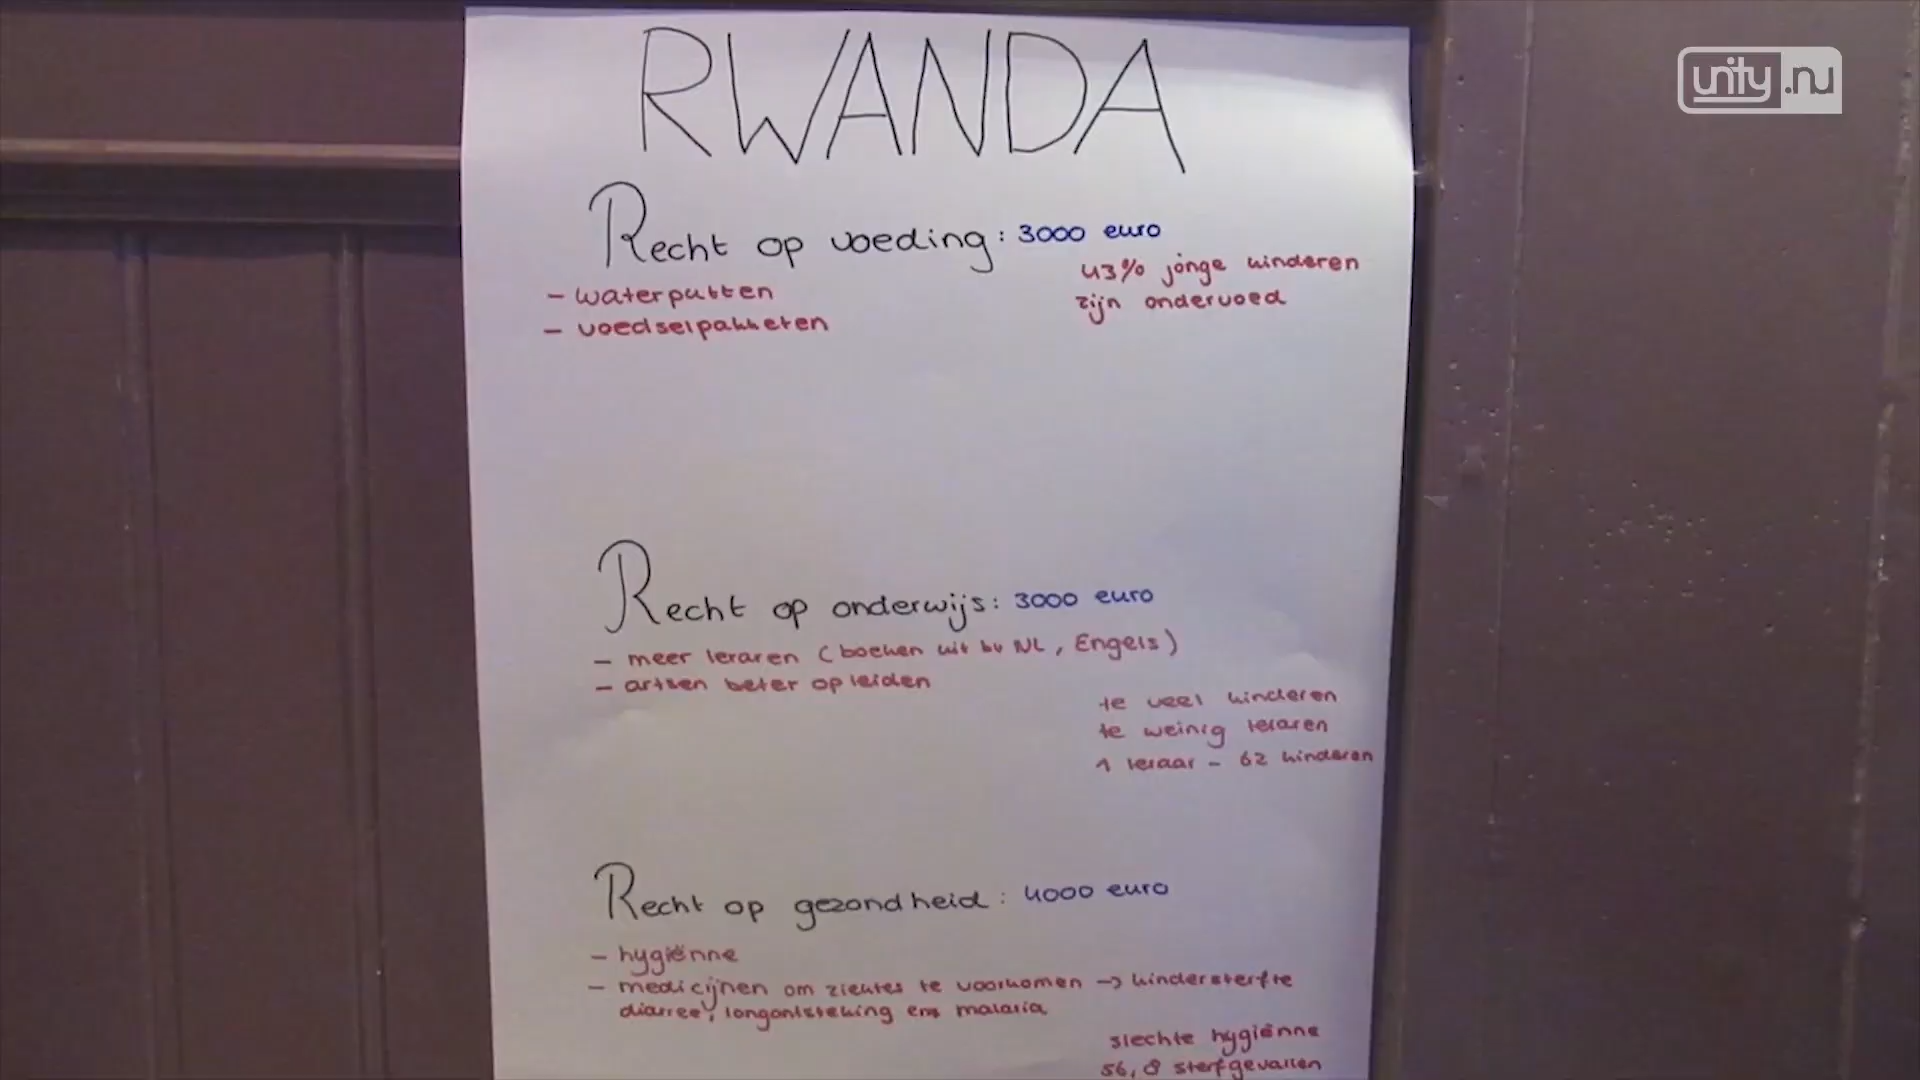 RWANDA
unity.nu
Recht op voeding: 3000 euro
- waterputten
- voedselpakketen
43% jonge kinderen
zijn ondervoed
Recht op onderwijs: 3000 euro
- meer leraren (boeken uit bv NL, Engels)
- artsen beter opleiden
te veel kinderen
te weinig leraren
1 leraar - 62 kinderen
Recht op gezondheid: 4000 euro
- hygiënne
- medicijnen om ziektes te voorkomen -> kindersterfte
diarree, longontsteking en malaria
slechte hygiënne
56,8 sterfgevallen